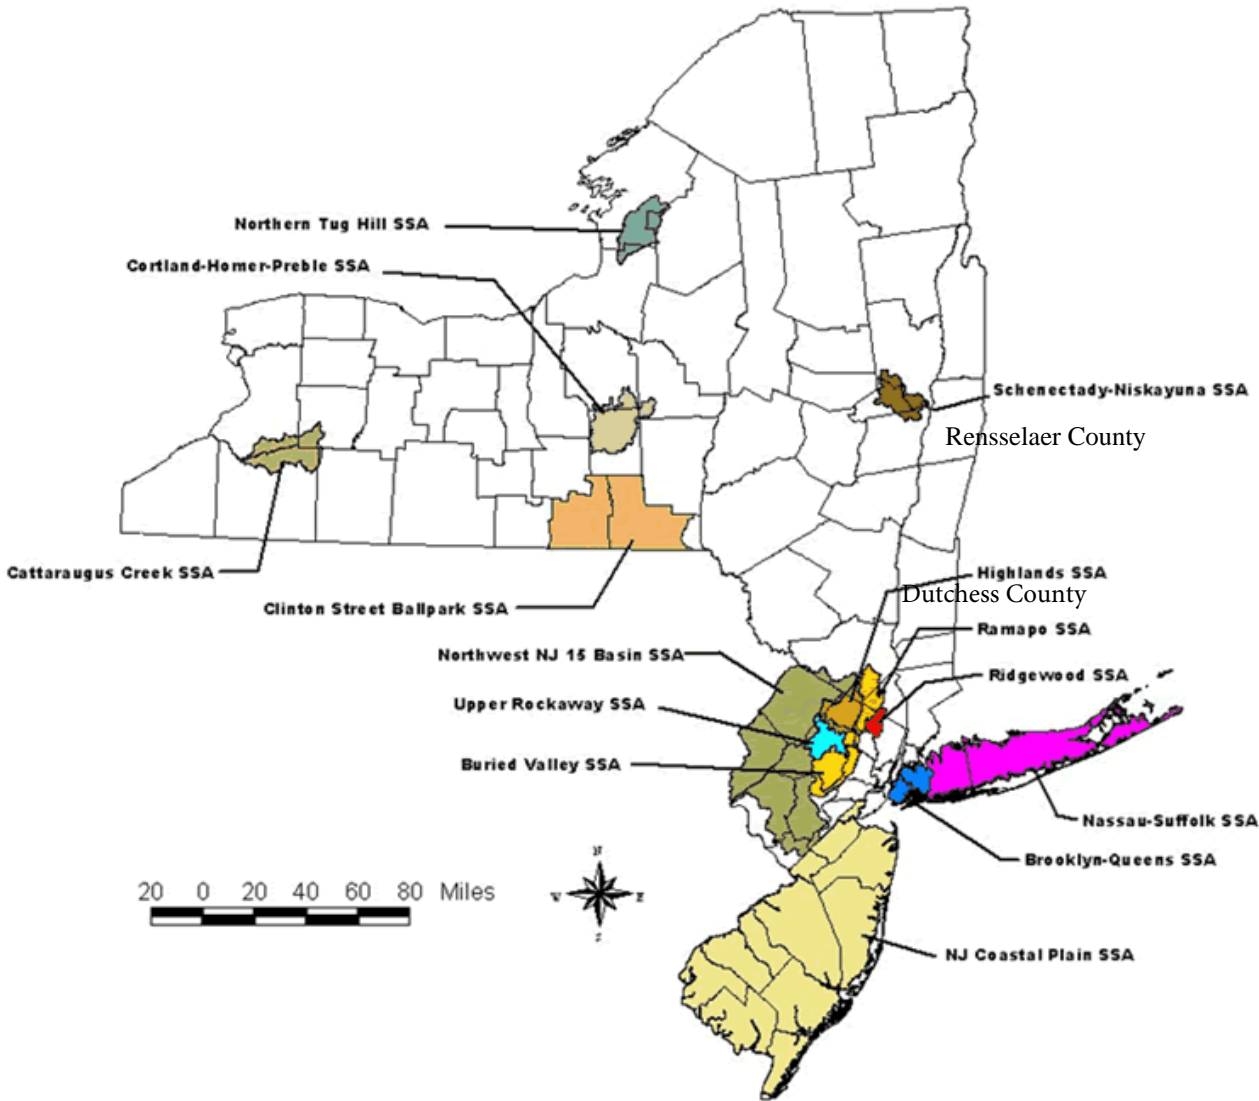 Northern Tug Hill SSA
Cortland-Homer-Preble SSA
Schenectady-Niskayuna SSA
Rensselaer County
Cattaraugus Creek SSA
Clinton Street Ballpark SSA
Highlands SSA
Dutchess County
Ramapo SSA
Northwest NJ 15 Basin SSA
Ridgewood SSA
Upper Rockaway SSA
Buried Valley SSA
Nassau-Suffolk SSA
Brooklyn-Queens SSA
N
W E
S
20 0 20 40 60 80 Miles
NJ Coastal Plain SSA